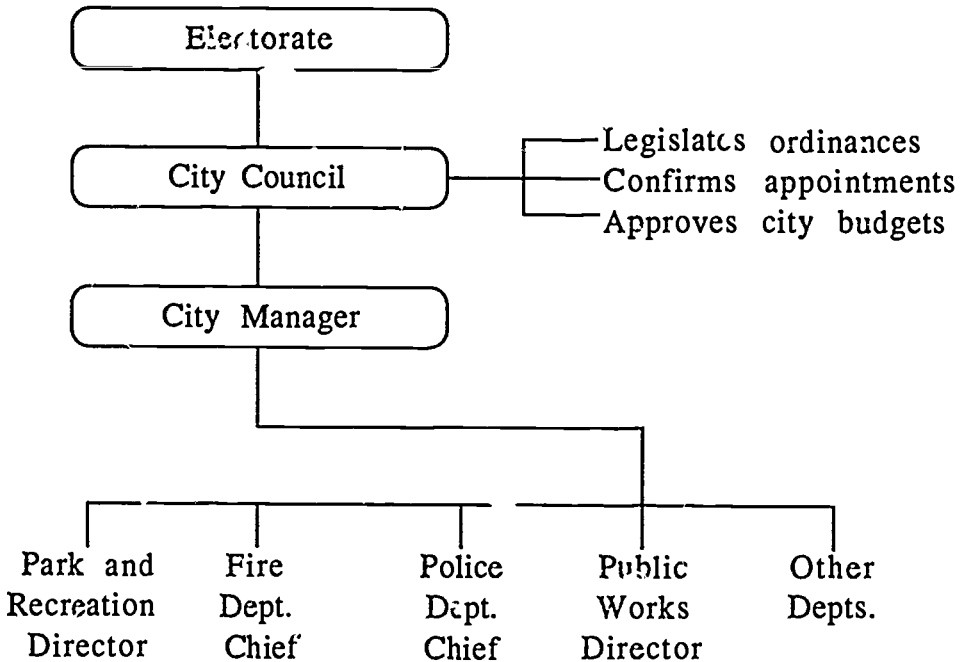 Electorate
City Council
Legislates ordinances
Confirms appointments
Approves city budgets
City Manager
Park and
Recreation
Director
Fire
Dept.
Chief
Police
Dept.
Chief
Public
Works
Director
Other
Depts.